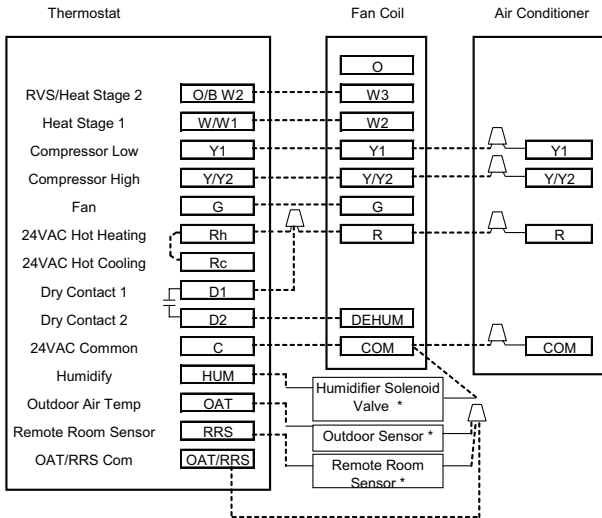 Thermostat Fan Coil Air Conditioner
O
RVS/Heat Stage 2 O/B W2 W3
Heat Stage 1 W/W1 W2
Compressor Low Y1 Y1 Y1
Compressor High Y/Y2 Y/Y2 Y/Y2
Fan G G
24VAC Hot Heating Rh R R
24VAC Hot Cooling Rc
Dry Contact 1 D1
Dry Contact 2 D2 DEHUM
24VAC Common C COM COM
Humidify HUM
Humidifier Solenoid
Valve *
Outdoor Air Temp OAT
Outdoor Sensor *
Remote Room Sensor RRS
Remote Room
Sensor *
OAT/RRS Com OAT/RRS